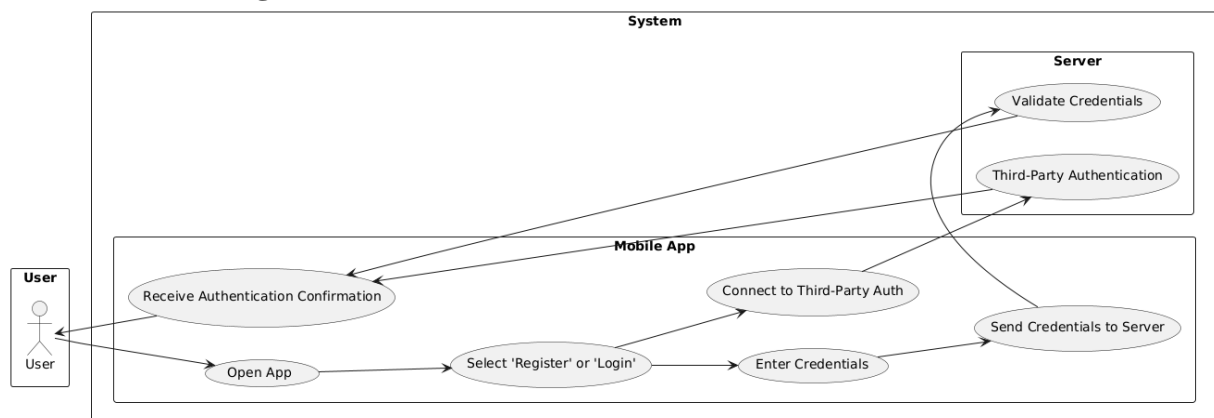 System
Server
Validate Credentials
Third-Party Authentication
Mobile App
User
Receive Authentication Confirmation
Connect to Third-Party Auth
Send Credentials to Server
User
Open App
Select 'Register' or 'Login'
Enter Credentials